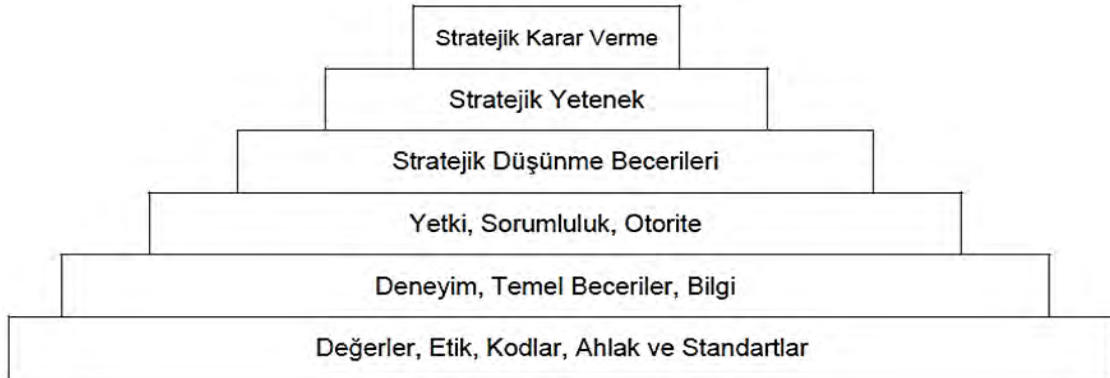 Stratejik Karar Verme
Stratejik Yetenek
Stratejik Düşünme Becerileri
Yetki, Sorumluluk, Otorite
Deneyim, Temel Beceriler, Bilgi
Değerler, Etik, Kodlar, Ahlak ve Standartlar